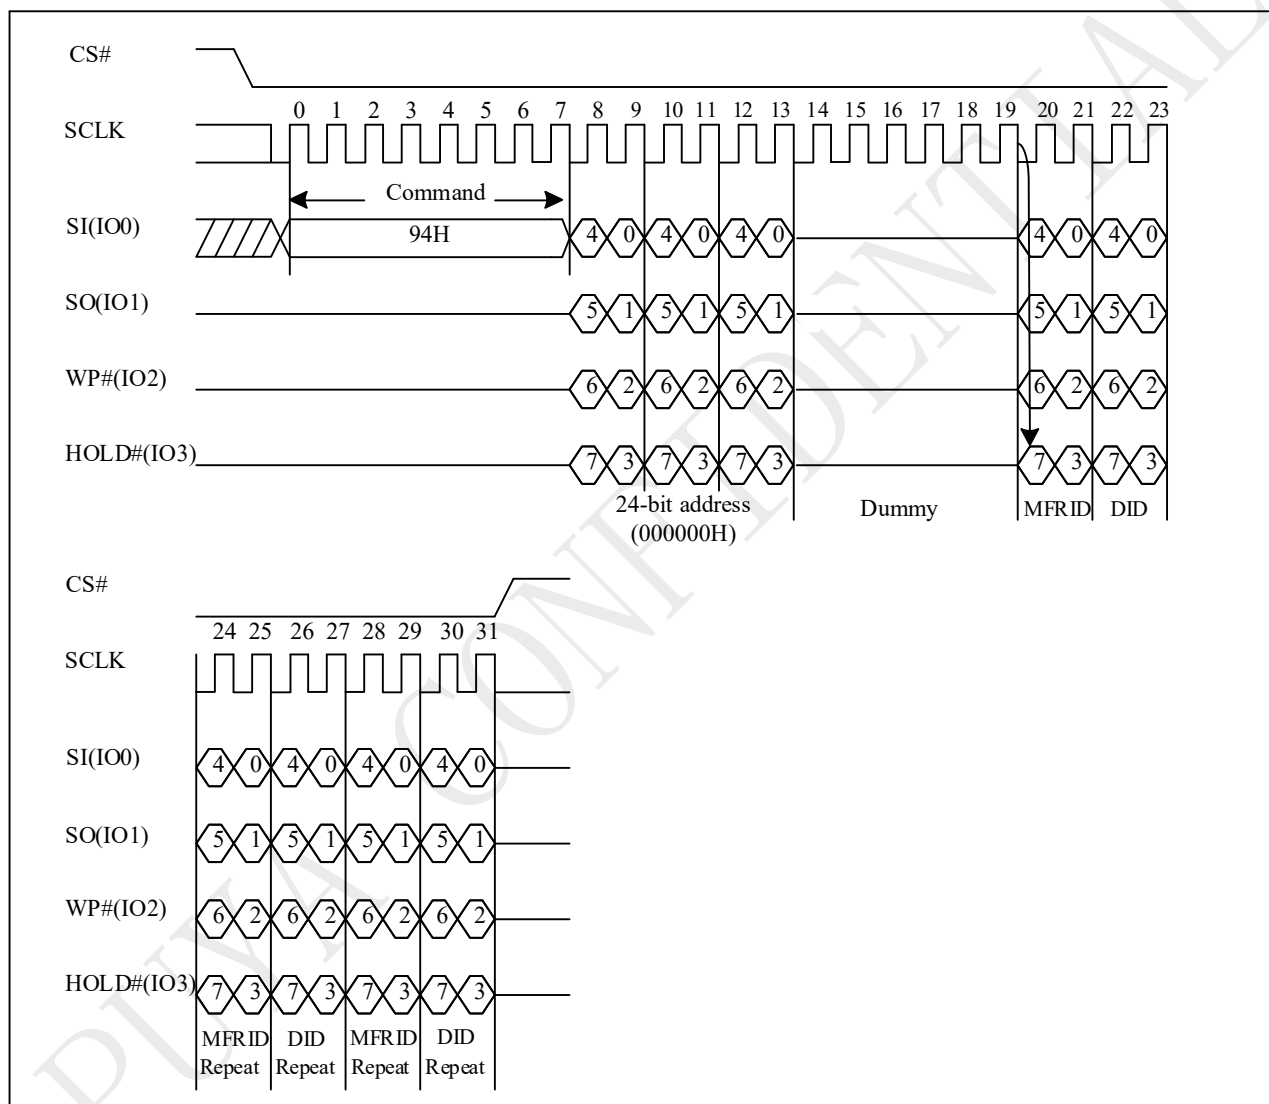 CS#
0 1 2 3 4 5 6 7 8 9 10 11 12 13 14 15 16 17 18 19 20 21 22 23
SCLK
Command
SI(IO0) 94H 4 0 4 0 4 0 4 0 4 0
SO(IO1) 5 1 5 1 5 1 5 1 5 1
WP#(IO2) 6 2 6 2 6 2 6 2 6 2
HOLD#(IO3) 7 3 7 3 7 3 7 3 7 3
24-bit address Dummy MFRID DID
(000000H)
CS#
24 25 26 27 28 29 30 31
SCLK
SI(IO0) 4 0 4 0 4 0 4 0
SO(IO1) 5 1 5 1 5 1 5 1
WP#(IO2) 6 2 6 2 6 2 6 2
HOLD#(IO3) 7 3 7 3 7 3 7 3
MFRID DID MFRID DID
Repeat Repeat Repeat Repeat
PUYA CONFIDENTIAL